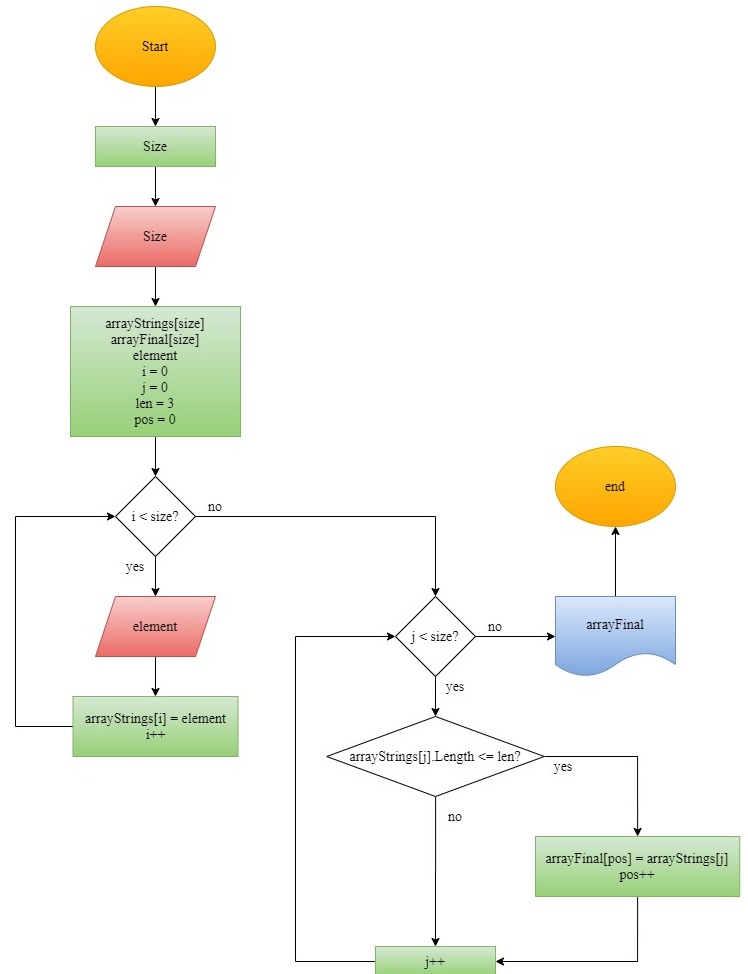 Start
Size
Size
arrayStrings[size]
arrayFinal[size]
element
i = 0
j = 0
len = 3
pos = 0
i < size?
no
yes
element
arrayStrings[i] = element
i++
j < size?
no
arrayFinal
end
yes
arrayStrings[j].Length <= len?
yes
no
arrayFinal[pos] = arrayStrings[j]
pos++
j++